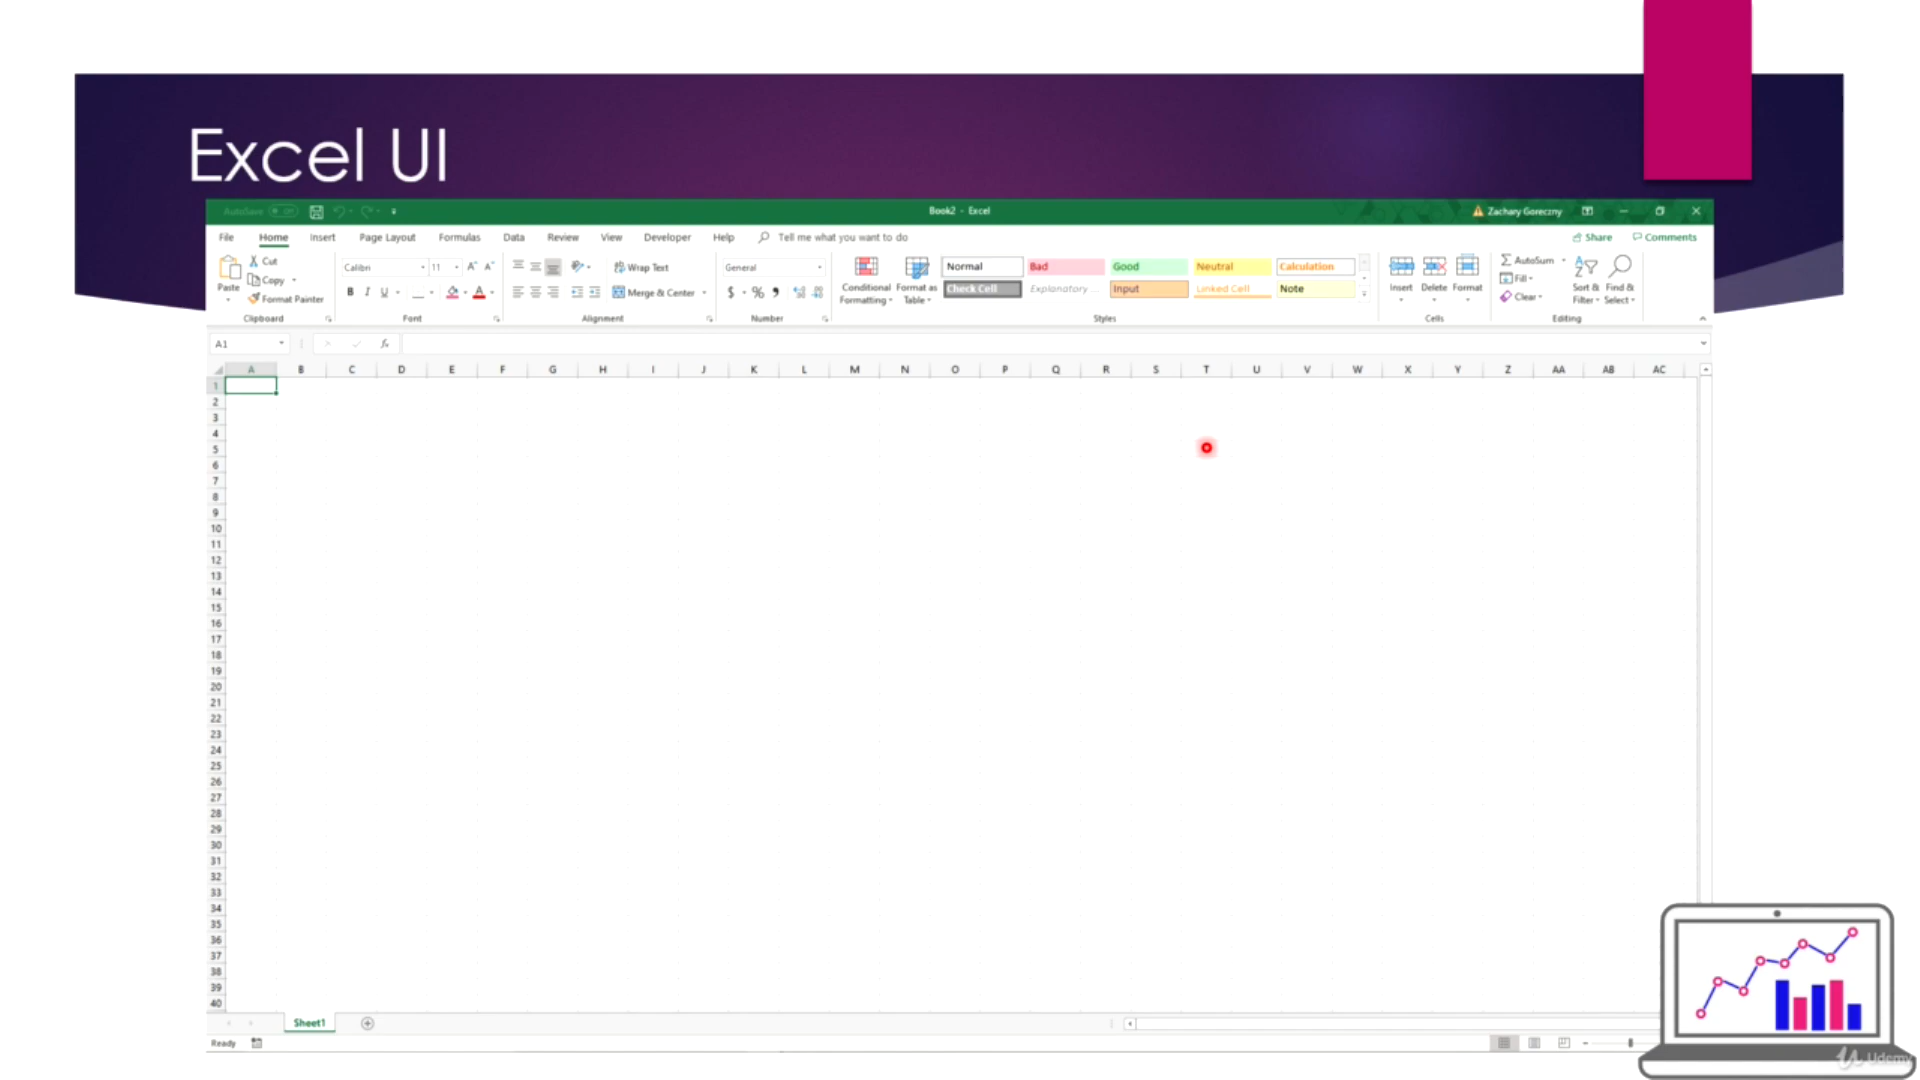 Excel UI
AutoSave Off Book2 - Excel Zachary Goreczny
File Home Insert Page Layout Formulas Data Review View Developer Help Tell me what you want to do Share Comments
Paste Cut Copy Format Painter Clipboard
Calibri 11 A A B I U A Font
Wrap Text Merge & Center Alignment
General $ % Number
Conditional Formatting Format as Table
Normal Bad Good Neutral Calculation
Check Cell Explanatory ... Input Linked Cell Note
Styles
Insert Delete Format Cells
AutoSum Fill Clear Sort & Filter Find & Select Editing
A1 fx
A B C D E F G H I J K L M N O P Q R S T U V W X Y Z AA AB AC
1
2
3
4
5
6
7
8
9
10
11
12
13
14
15
16
17
18
19
20
21
22
23
24
25
26
27
28
29
30
31
32
33
34
35
36
37
38
39
40
Sheet1
Ready
Udemy